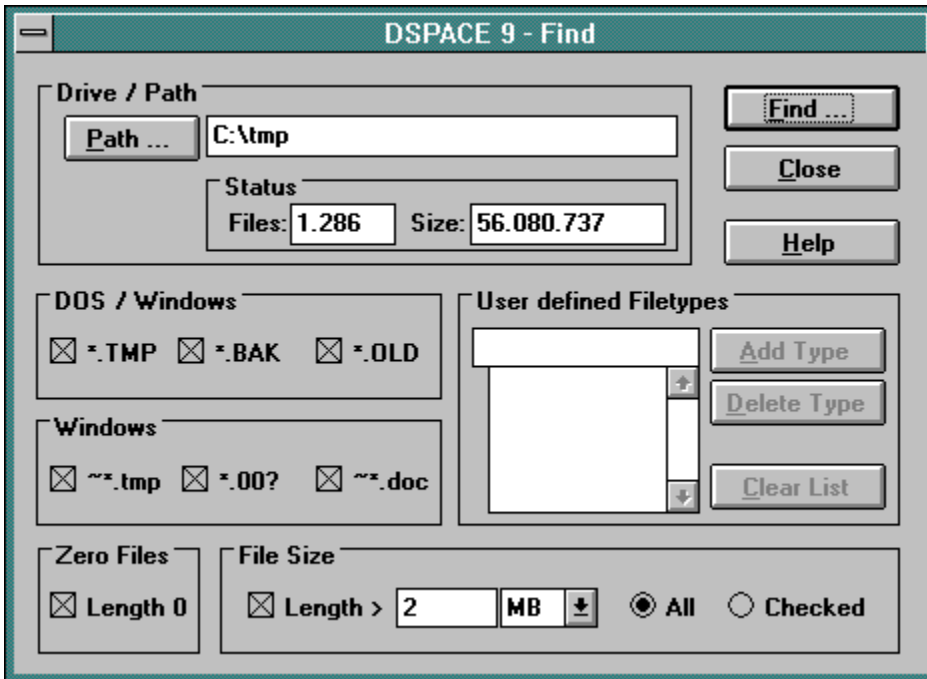 DSPACE 9 - Find
Drive / Path
Path ...
C:\tmp
Status
Files: 1.286 Size: 56.080.737
Find ...
Close
Help
DOS / Windows
*.TMP *.BAK *.OLD
Windows
~*.tmp *.00? ~*.doc
User defined Filetypes
Add Type
Delete Type
Clear List
Zero Files
Length 0
File Size
Length > 2 MB All Checked